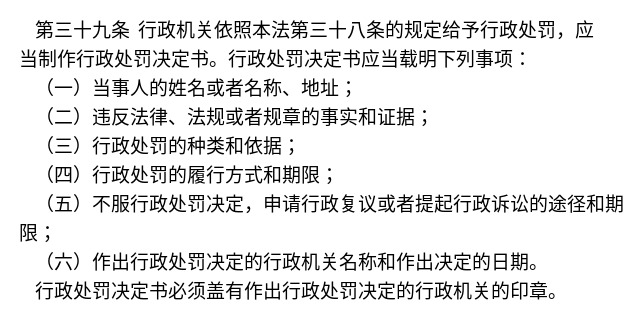 第三十九条 行政机关依照本法第三十八条的规定给予行政处罚，应
当制作行政处罚决定书。行政处罚决定书应当载明下列事项：
（一）当事人的姓名或者名称、地址；
（二）违反法律、法规或者规章的事实和证据；
（三）行政处罚的种类和依据；
（四）行政处罚的履行方式和期限；
（五）不服行政处罚决定，申请行政复议或者提起行政诉讼的途径和期
限；
（六）作出行政处罚决定的行政机关名称和作出决定的日期。
行政处罚决定书必须盖有作出行政处罚决定的行政机关的印章。